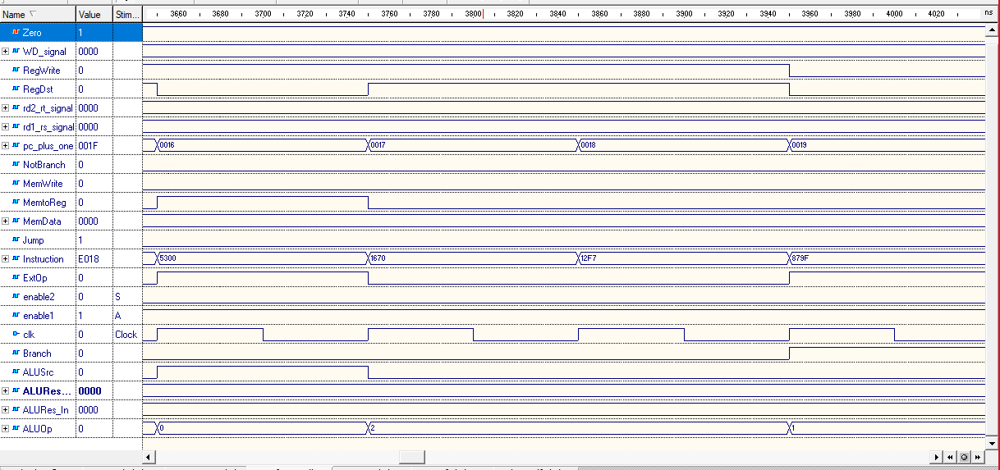 Name Value Stim... 3660 3680 3700 3720 3740 3760 3780 3800 3820 3840 3860 3880 3900 3920 3940 3960 3980 4000 4020 ns
Zero 1
WD_signal 0000
RegWrite 0
RegDst 0
rd2_rt_signal 0000
rd1_rs_signal 0000
pc_plus_one 001F 0016 0017 0018 0019
NotBranch 0
MemWrite 0
MemtoReg 0
MemData 0000
Jump 1
Instruction E018 5300 1670 12F7 879F
ExtOp 0
enable2 0 S
enable1 1 A
clk 0 Clock
Branch 0
ALUSrc 0
ALURes... 0000
ALURes_In 0000
ALUOp 0 0 2 1